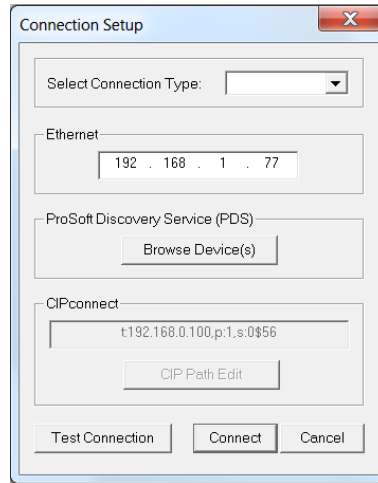 Connection Setup
Select Connection Type:
Ethernet
192 . 168 . 1 . 77
ProSoft Discovery Service (PDS)
Browse Device(s)
CIPconnect
t:192.168.0.100,p:1,s:0$56
CIP Path Edit
Test Connection Connect Cancel